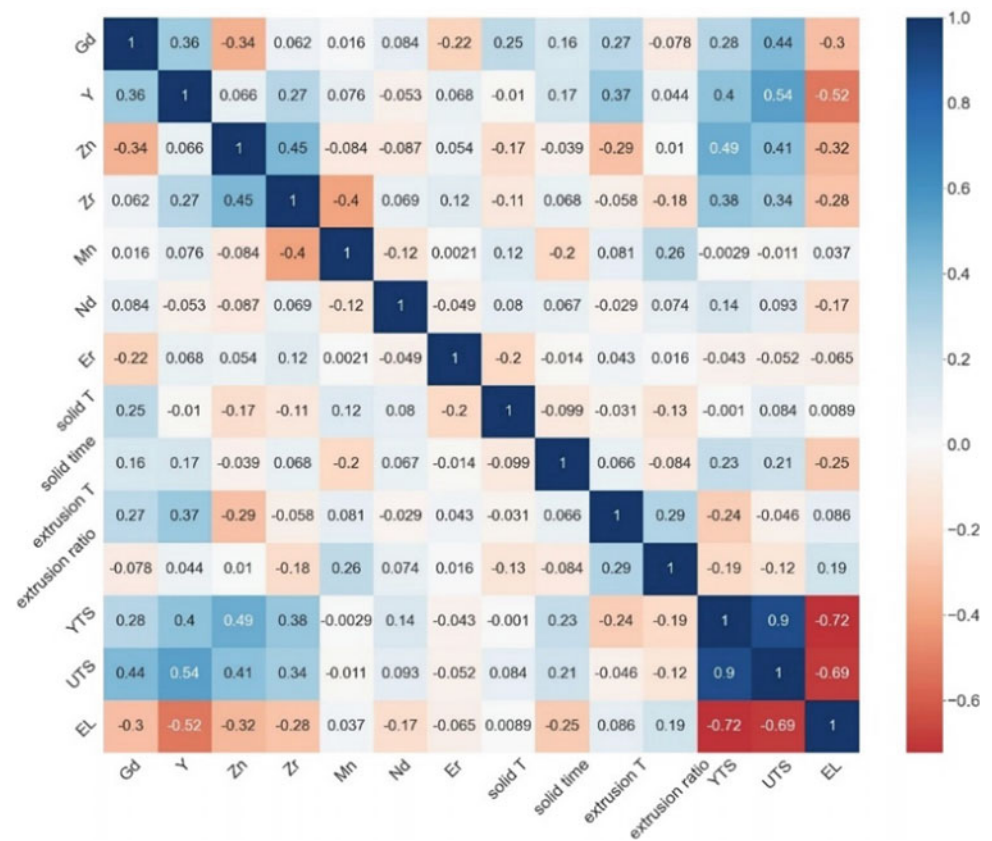 Gd 1 0.36 -0.34 0.062 0.016 0.084 -0.22 0.25 0.16 0.27 -0.078 0.28 0.44 -0.3
Y 0.36 1 0.066 0.27 0.076 -0.053 0.068 -0.01 0.17 0.37 0.044 0.4 0.54 -0.52
Zn -0.34 0.066 1 0.45 -0.084 -0.087 0.054 -0.17 -0.039 -0.29 0.01 0.49 0.41 -0.32
Zr 0.062 0.27 0.45 1 -0.4 0.069 0.12 -0.11 0.068 -0.058 -0.18 0.38 0.34 -0.28
Mn 0.016 0.076 -0.084 -0.4 1 -0.12 0.0021 0.12 -0.2 0.081 0.26 -0.0029 -0.011 0.037
Nd 0.084 -0.053 -0.087 0.069 -0.12 1 -0.049 0.08 0.067 -0.029 0.074 0.14 0.093 -0.17
Er -0.22 0.068 0.054 0.12 0.0021 -0.049 1 -0.2 -0.014 0.043 0.016 -0.043 -0.052 -0.065
solid T 0.25 -0.01 -0.17 -0.11 0.12 0.08 -0.2 1 -0.099 -0.031 -0.13 -0.001 0.084 0.0089
solid time 0.16 0.17 -0.039 0.068 -0.2 0.067 -0.014 -0.099 1 0.066 -0.084 0.23 0.21 -0.25
extrusion T 0.27 0.37 -0.29 -0.058 0.081 -0.029 0.043 -0.031 0.066 1 0.29 -0.24 -0.046 0.086
extrusion ratio -0.078 0.044 0.01 -0.18 0.26 0.074 0.016 -0.13 -0.084 0.29 1 -0.19 -0.12 0.19
YTS 0.28 0.4 0.49 0.38 -0.0029 0.14 -0.043 -0.001 0.23 -0.24 -0.19 1 0.9 -0.72
UTS 0.44 0.54 0.41 0.34 -0.011 0.093 -0.052 0.084 0.21 -0.046 -0.12 0.9 1 -0.69
EL -0.3 -0.52 -0.32 -0.28 0.037 -0.17 -0.065 0.0089 -0.25 0.086 0.19 -0.72 -0.69 1
Gd Y Zn Zr Mn Nd Er solid T solid time extrusion T extrusion ratio YTS UTS EL
1.0
0.8
0.6
0.4
0.2
0.0
-0.2
-0.4
-0.6